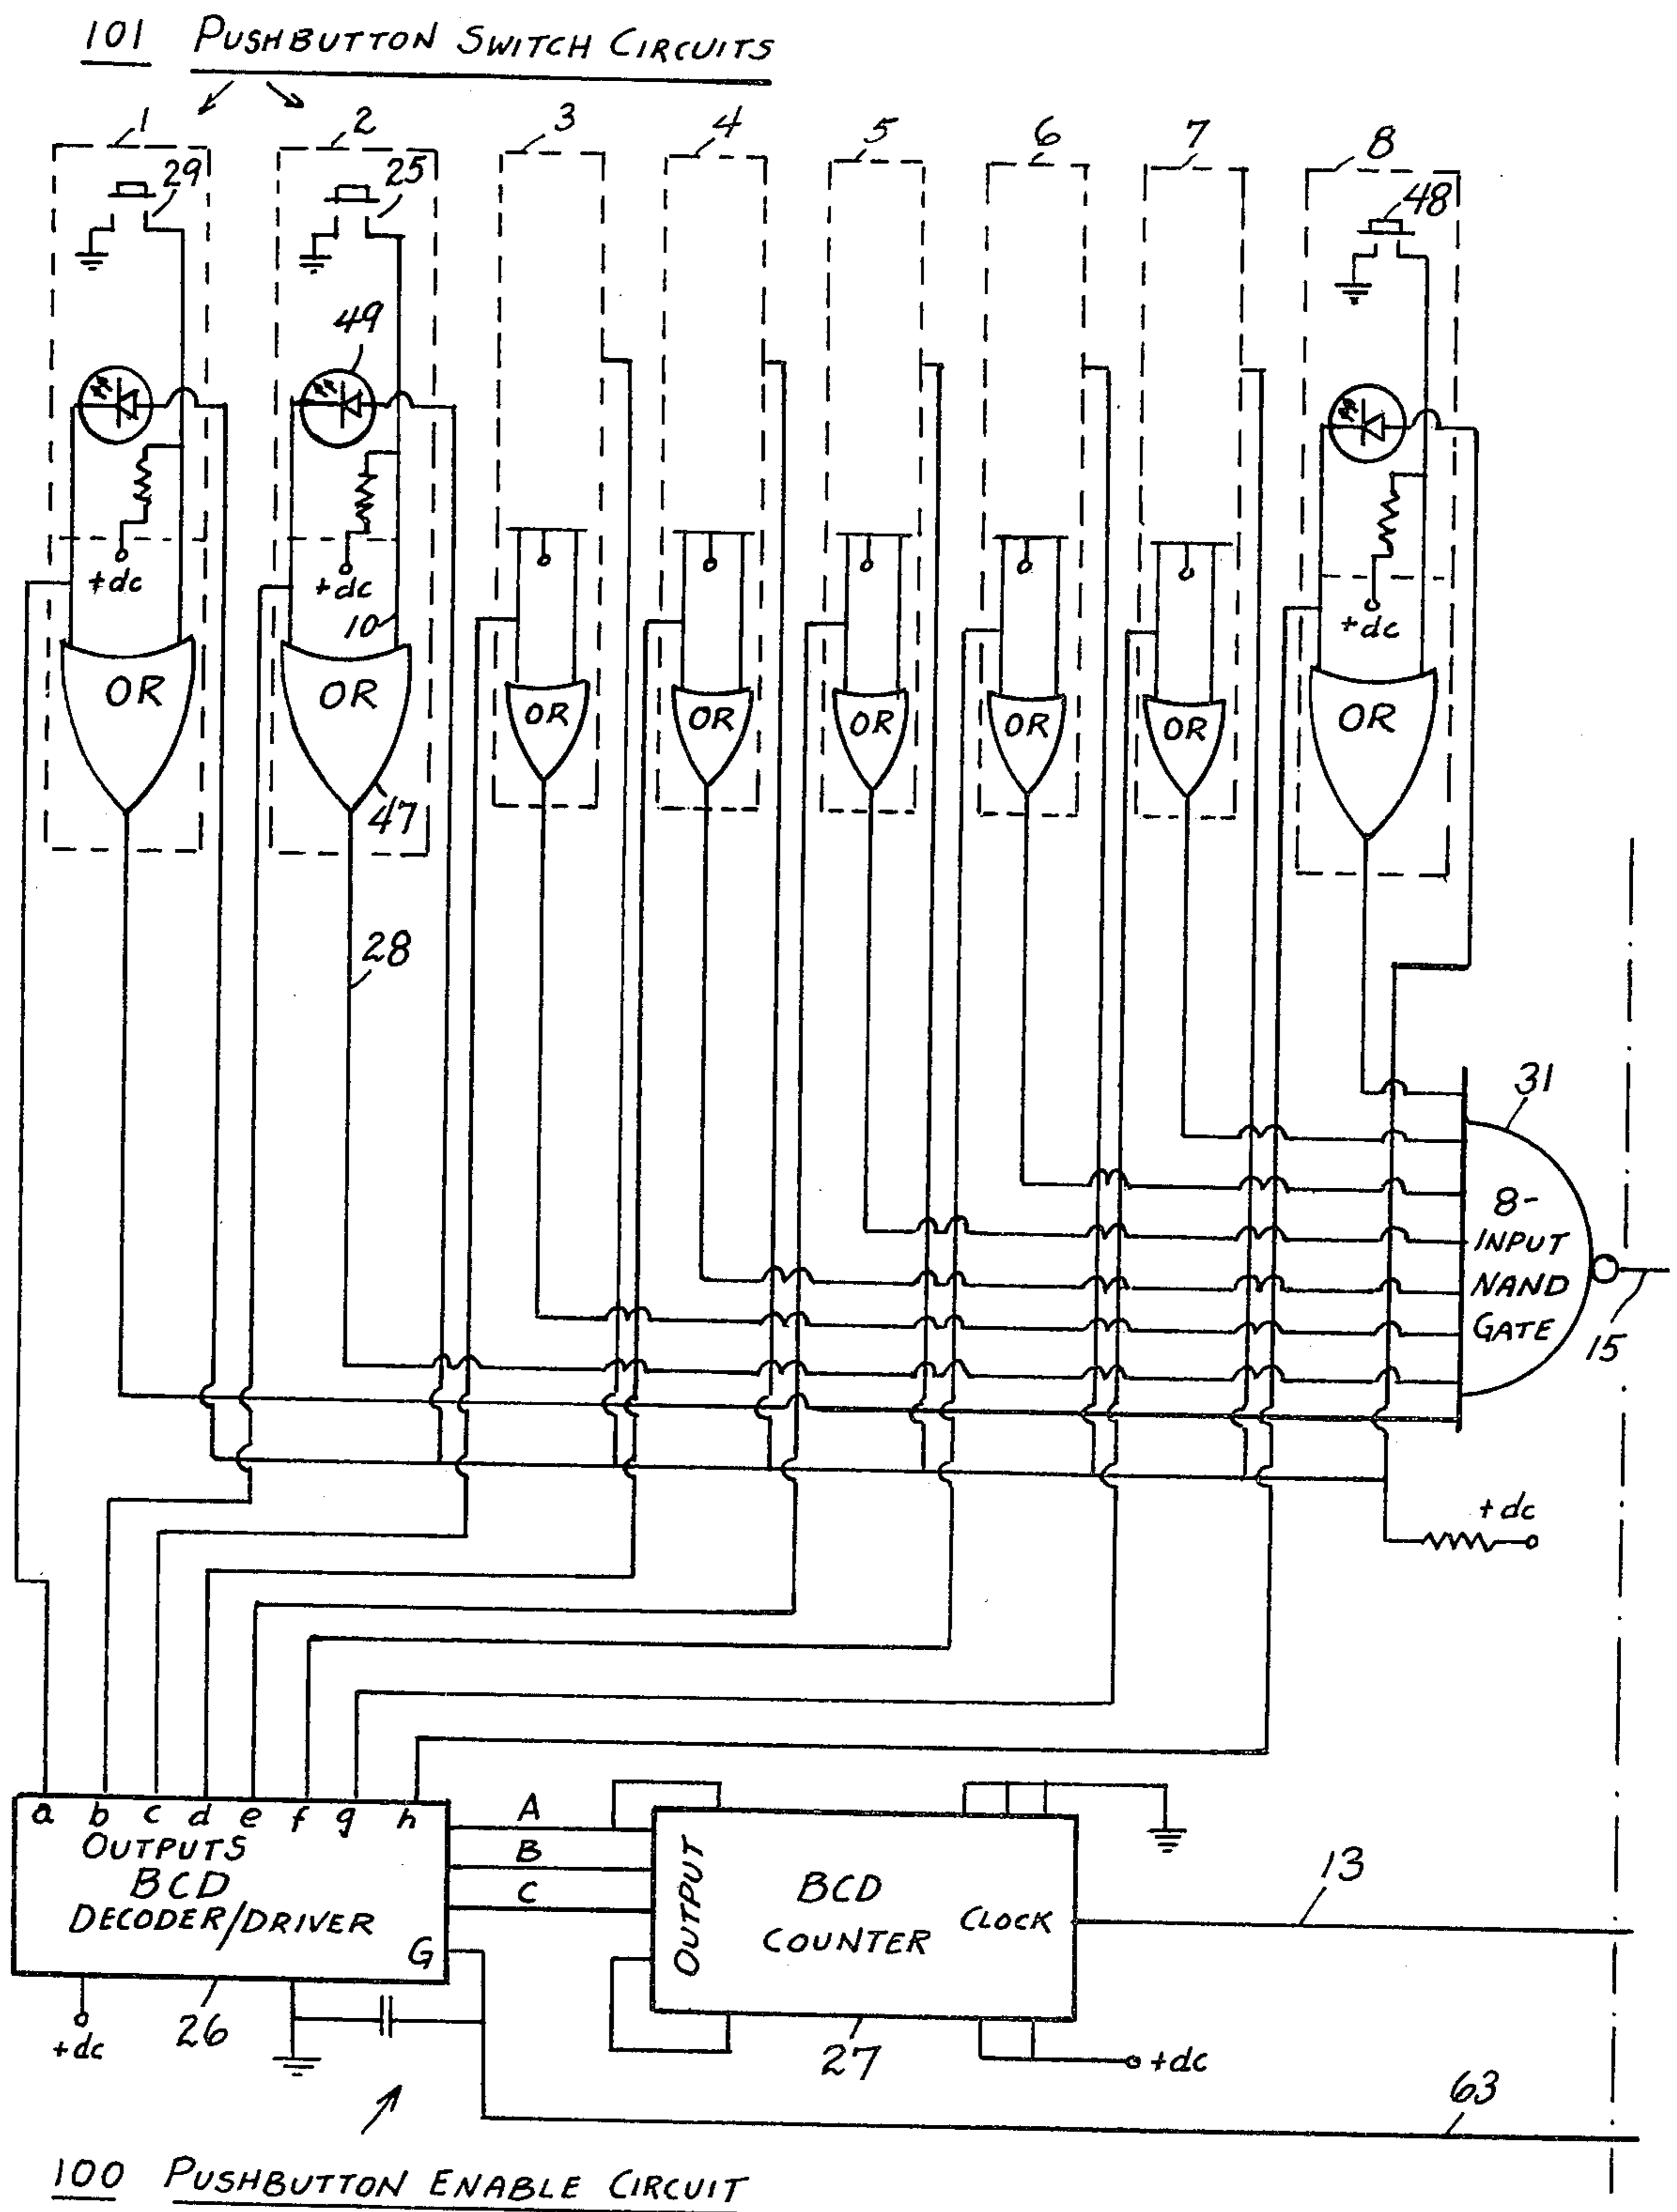 101 PUSHBUTTON SWITCH CIRCUITS
1 2 3 4 5 6 7 8
29 25 48
49
+dc +dc +dc
10
OR OR OR OR OR OR OR OR
47
28
31
8-
INPUT
NAND
GATE
15
+dc
a b c d e f g h
OUTPUTS
BCD
DECODER/DRIVER
G
A
B
C
OUTPUT
BCD
COUNTER
CLOCK
13
+dc
26
27
+dc
63
100 PUSHBUTTON ENABLE CIRCUIT